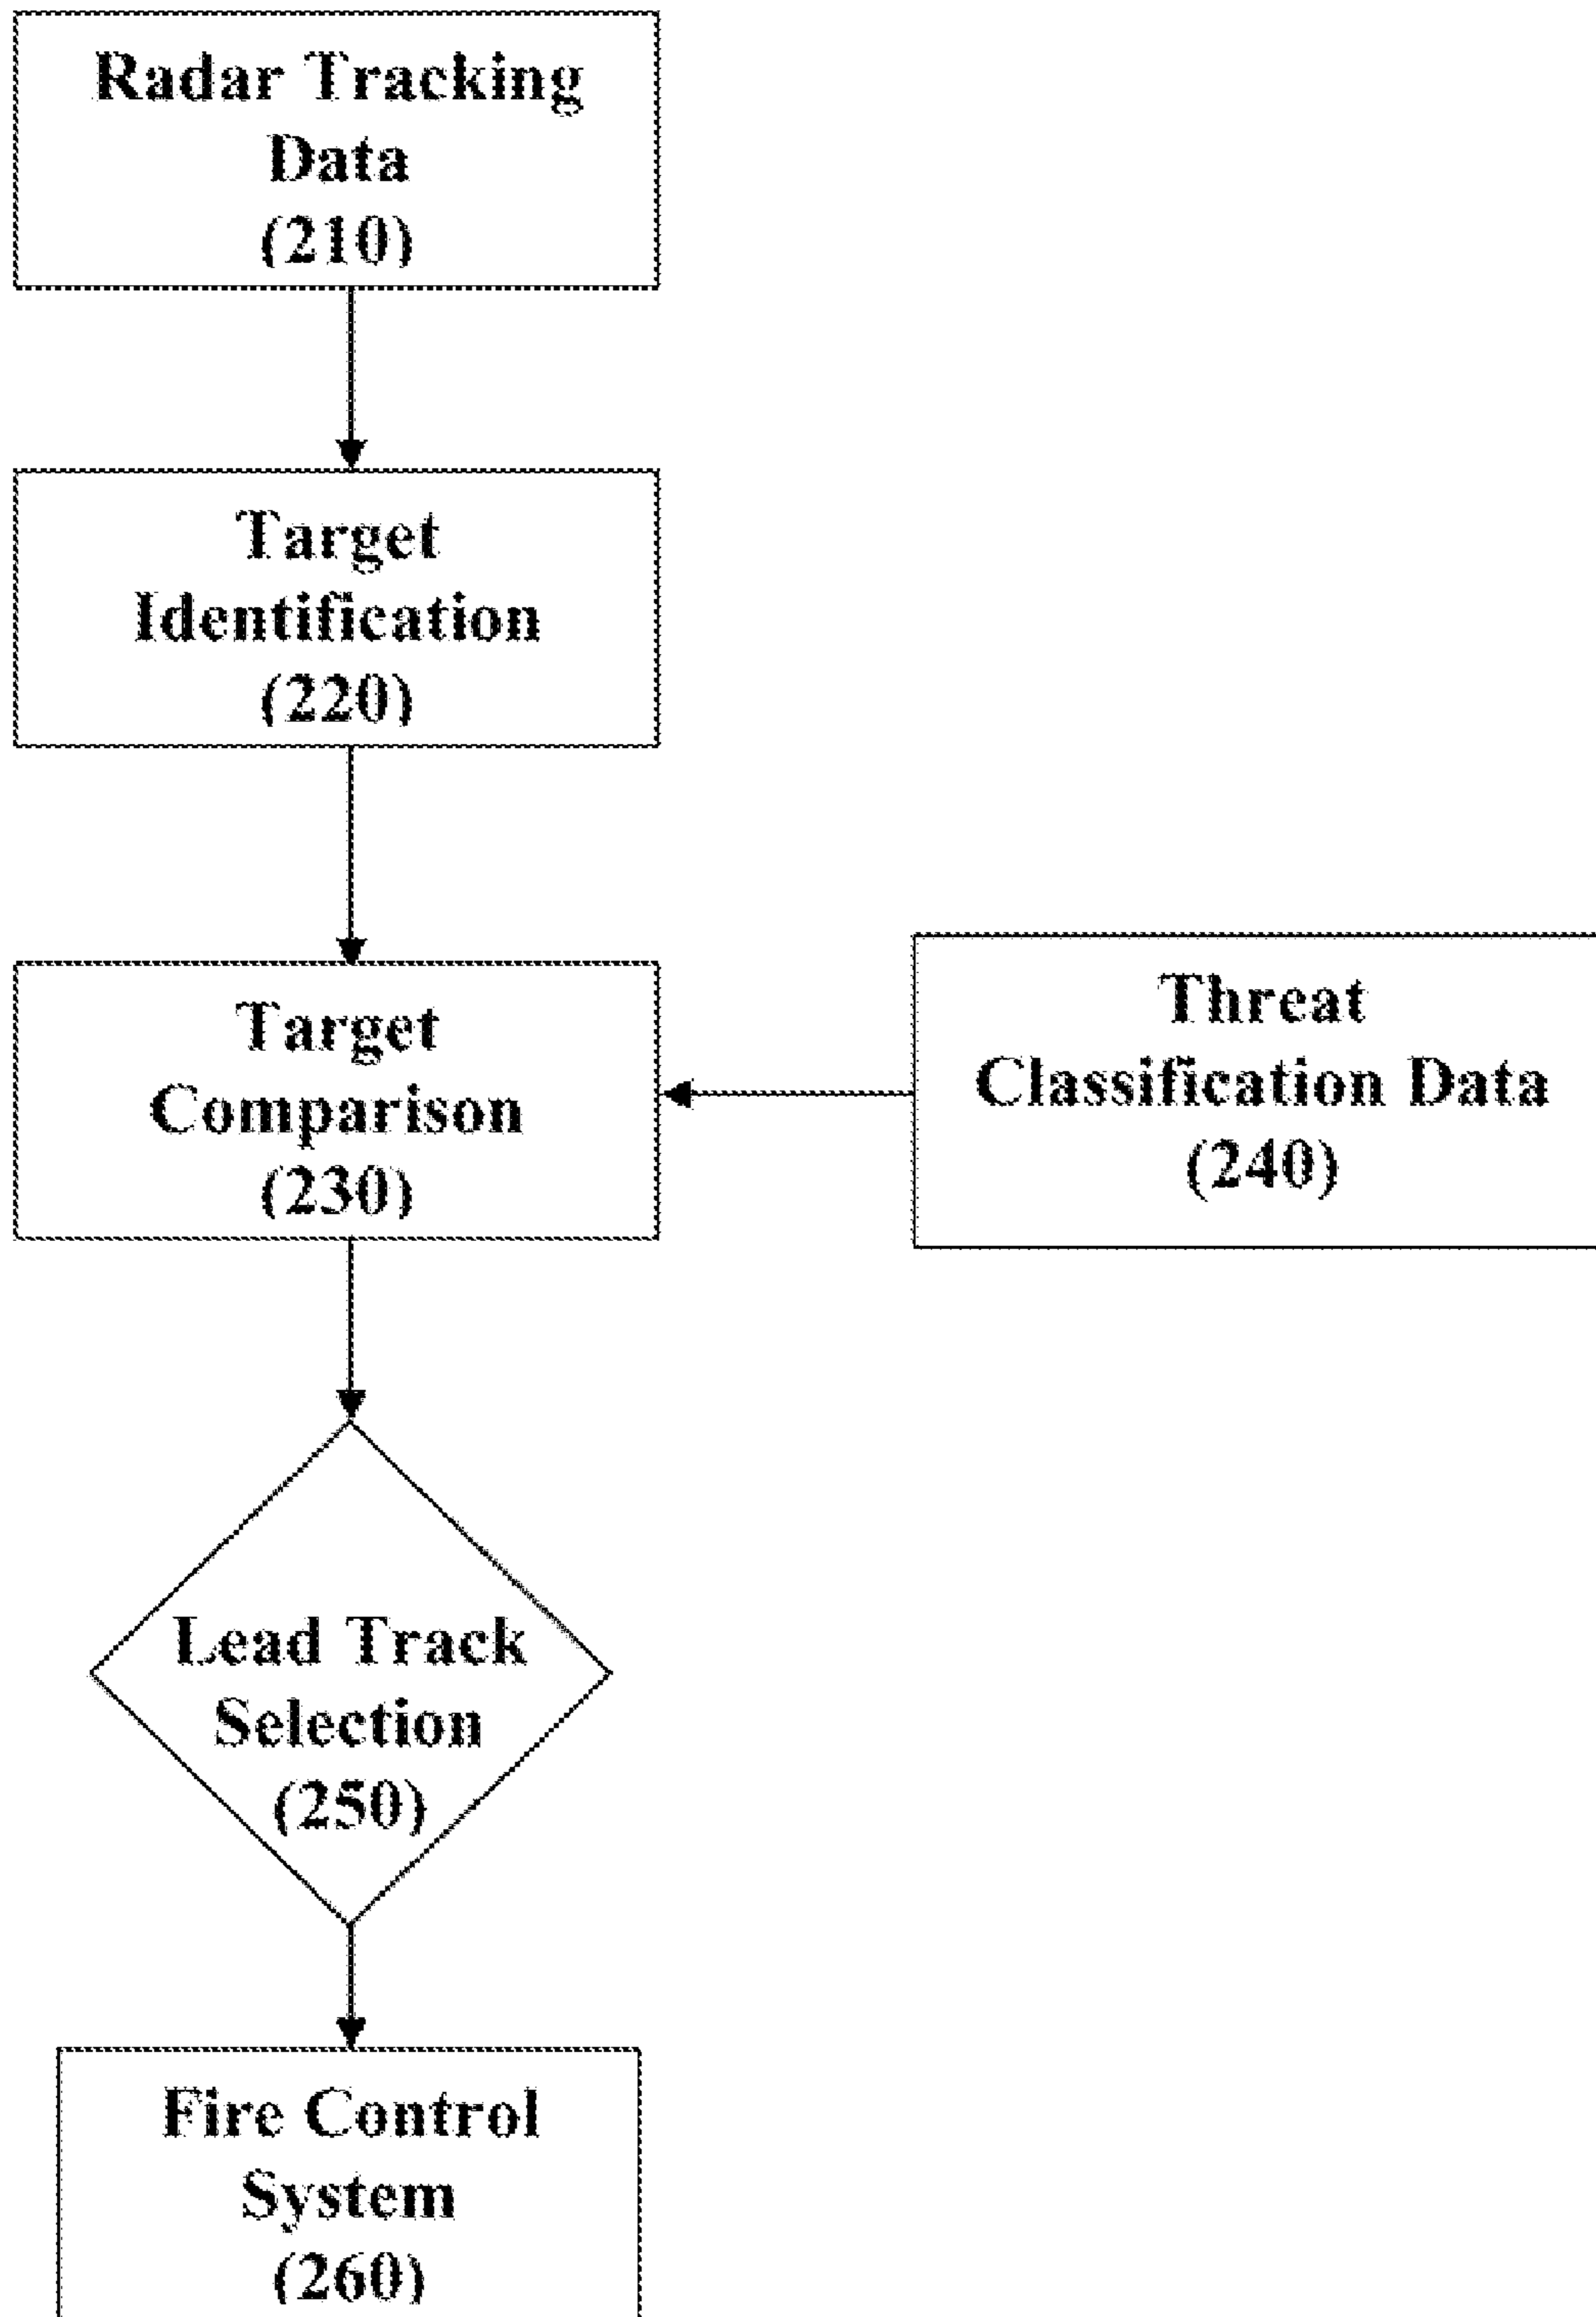 Radar Tracking
Data
(210)
Target
Identification
(220)
Target
Comparison
(230)
Threat
Classification Data
(240)
Lead Track
Selection
(250)
Fire Control
System
(260)